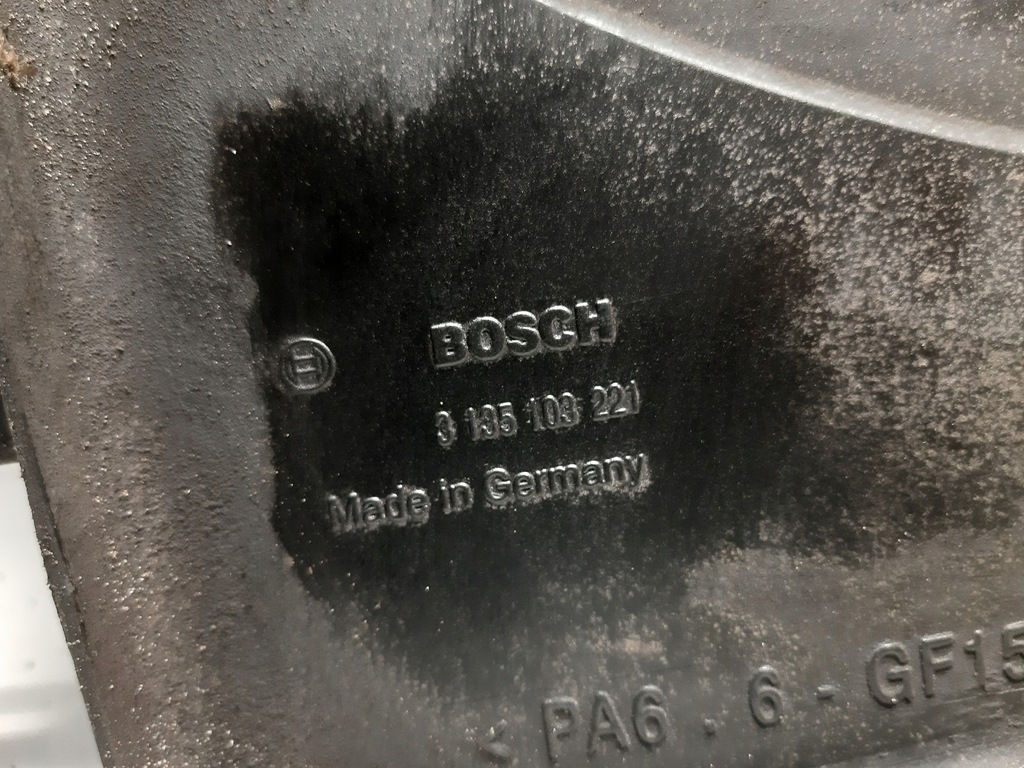 BOSCH
3 135 103 221
Made in Germany
< PA6 . 6 - GF15